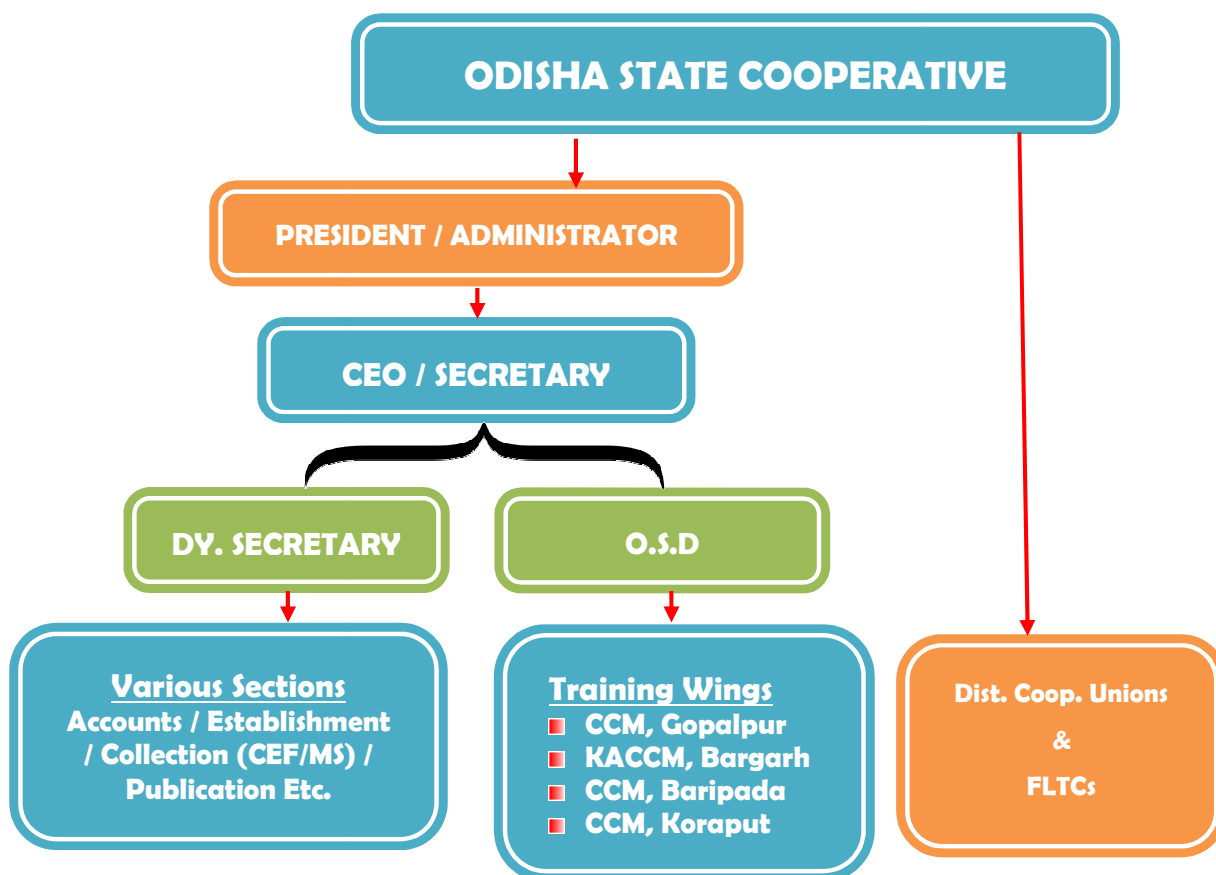 ODISHA STATE COOPERATIVE
PRESIDENT / ADMINISTRATOR
CEO / SECRETARY
DY. SECRETARY
O.S.D
Various Sections
Accounts / Establishment
/ Collection (CEF/MS) /
Publication Etc.
Training Wings
CCM, Gopalpur
KACCM, Bargarh
CCM, Baripada
CCM, Koraput
Dist. Coop. Unions
&
FLTCs